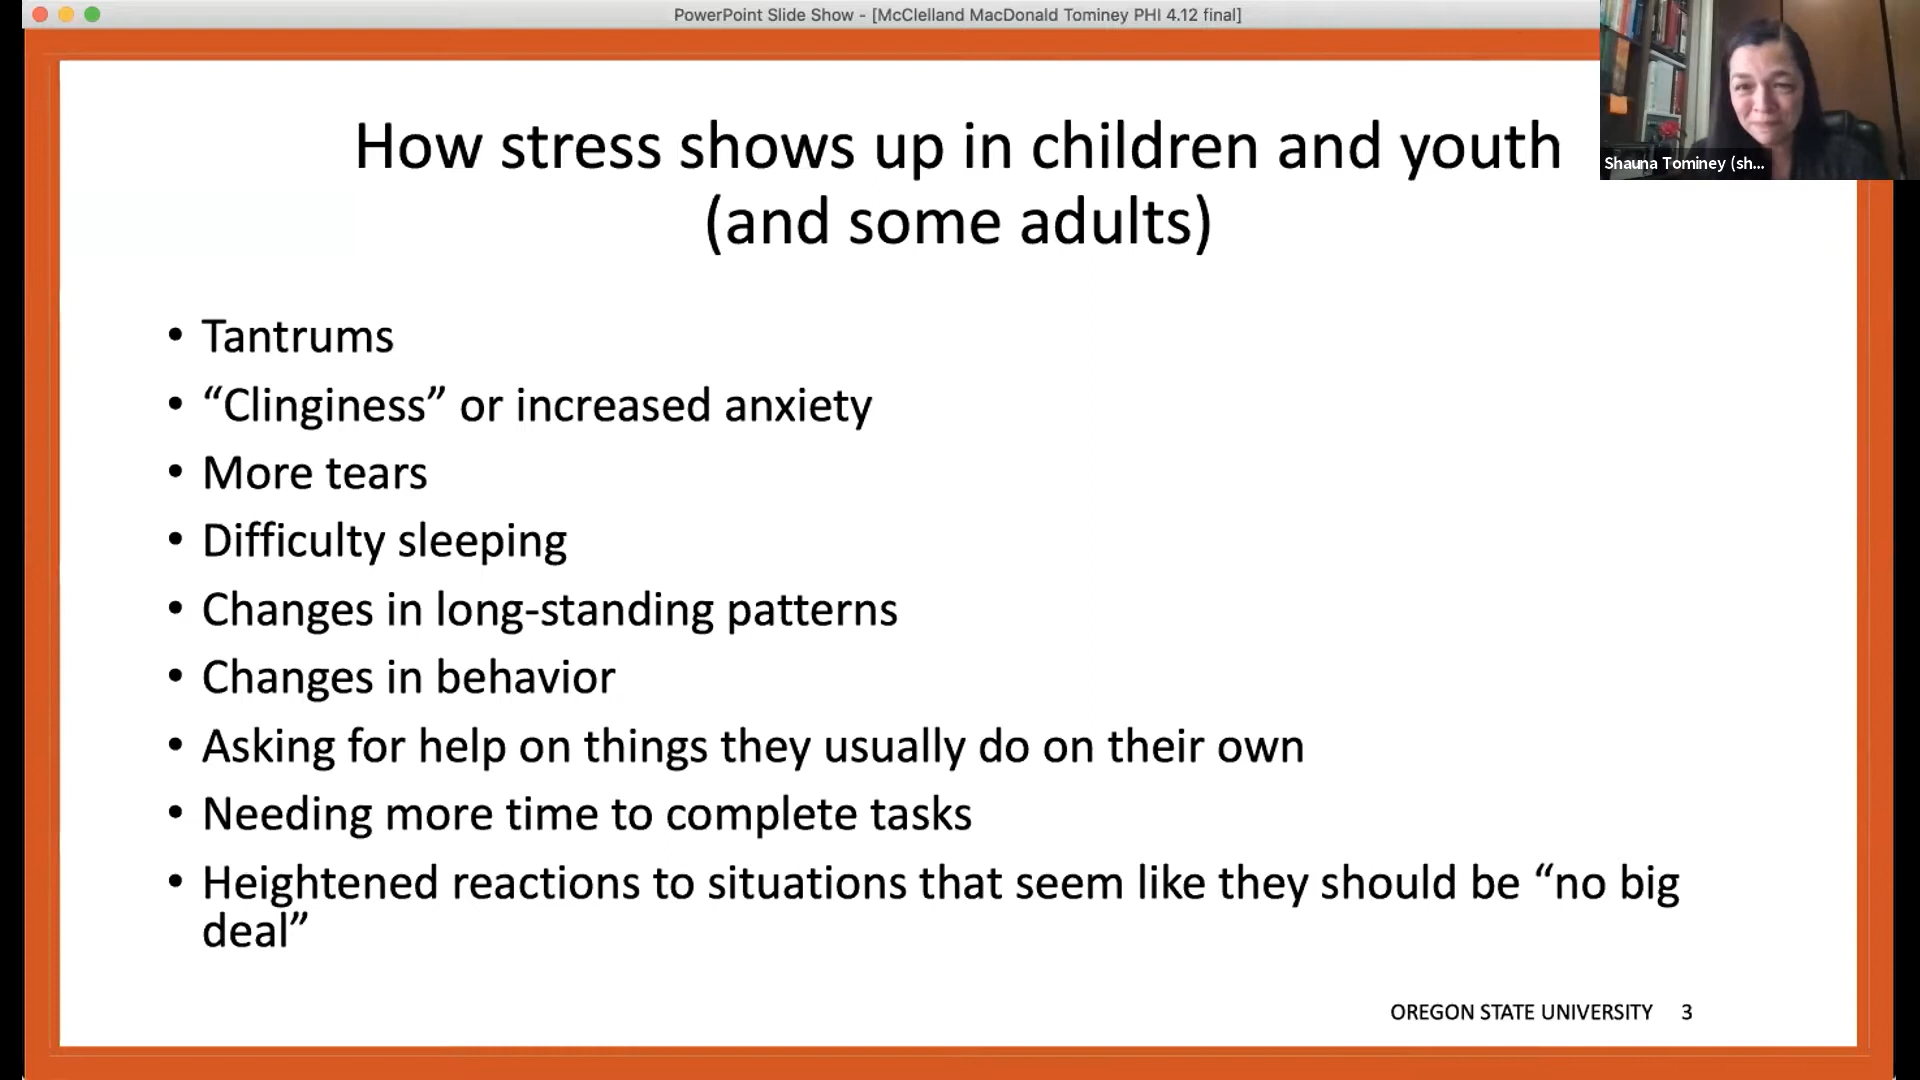 PowerPoint Slide Show - [McClelland MacDonald Tominey PHI 4.12 final]
Shauna Tominey (sh...
How stress shows up in children and youth
(and some adults)
• Tantrums
• “Clinginess” or increased anxiety
• More tears
• Difficulty sleeping
• Changes in long-standing patterns
• Changes in behavior
• Asking for help on things they usually do on their own
• Needing more time to complete tasks
• Heightened reactions to situations that seem like they should be “no big
deal”
OREGON STATE UNIVERSITY 3